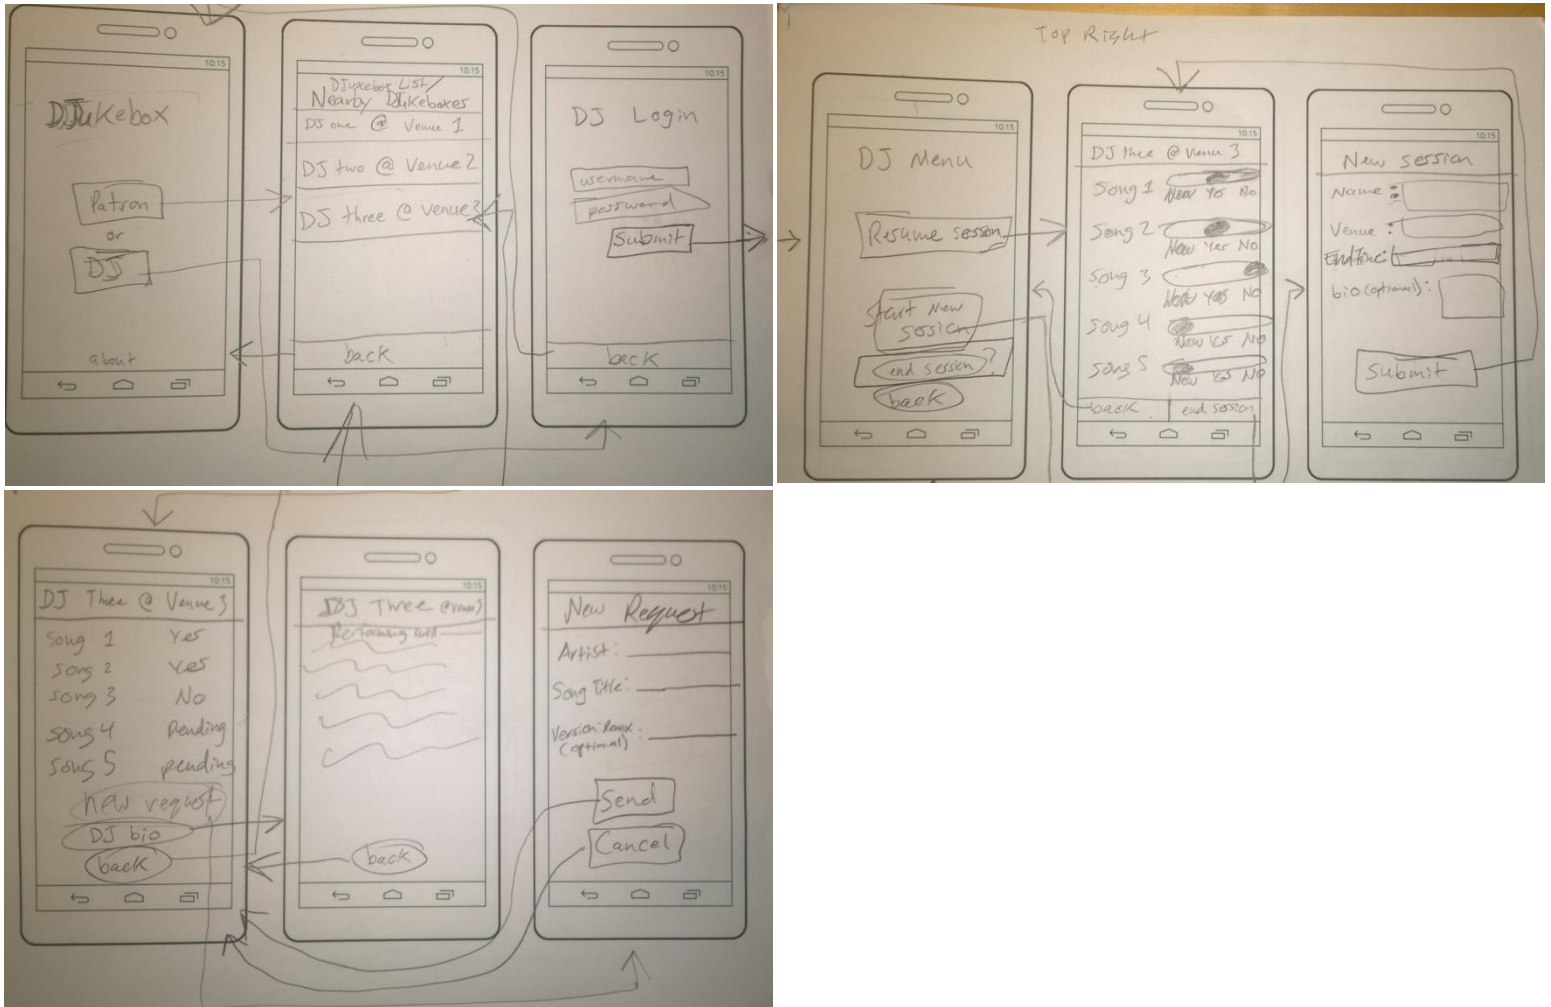 10:15
DJukebox
Patron
or
DJ
about
10:15
DJukebox List/
Nearby DJukeboxes
DJ one @ Venue 1
DJ two @ Venue 2
DJ three @ Venue 3
back
10:15
DJ Login
username
password
Submit
back
Top Right
10:15
DJ Menu
Resume session
Start New
session
end session?
back
10:15
DJ three @ Venue 3
Song 1
New Yes No
Song 2
New Yes No
Song 3
New Yes No
Song 4
New Yes No
Song 5
New Yes No
back
end session
10:15
New session
Name :
Venue :
EndTime:
bio (optional):
Submit
10:15
DJ Three @ Venue 3
Song 1 Yes
Song 2 Yes
Song 3 No
Song 4 Pending
Song 5 pending
new request
DJ bio
back
10:15
DJ Three @ Venue 3
Performing until
back
10:15
New Request
Artist:
Song Title:
Version:Remix
(optional) :
Send
Cancel